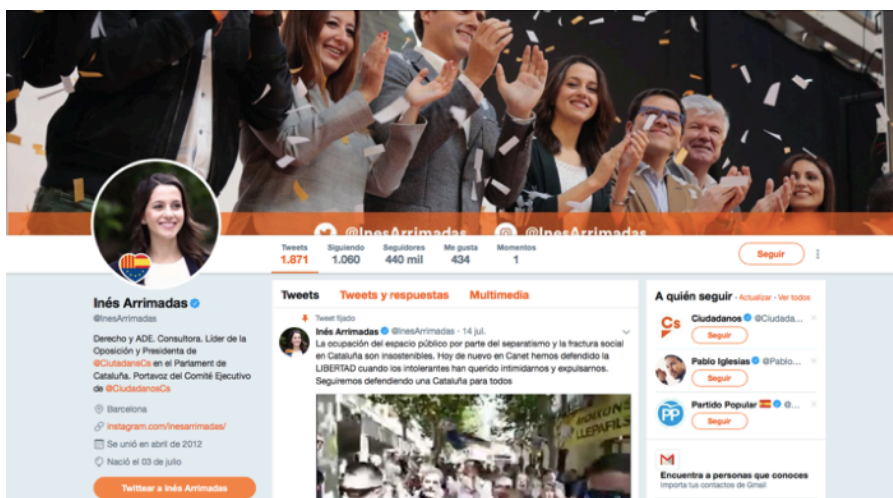 @InesArrimadas @InesArrimadas
Tweets Siguiendo Seguidores Me gusta Momentos
1.871 1.060 440 mil 434 1
Seguir
Inés Arrimadas
@InesArrimadas
Derecho y ADE. Consultora. Líder de la
Oposición y Presidenta de
@CiutadansCs en el Parlament de
Cataluña. Portavoz del Comité Ejecutivo
de @CiudadanosCs
Barcelona
instagram.com/inesarrimadas/
Se unió en abril de 2012
Nació el 03 de julio
Twittear a Inés Arrimadas
Tweets Tweets y respuestas Multimedia
Tweet fijado
Inés Arrimadas @InesArrimadas · 14 jul.
La ocupación del espacio público por parte del separatismo y la fractura social
en Cataluña son insostenibles. Hoy de nuevo en Canet hemos defendido la
LIBERTAD cuando los intolerantes han querido intimidarnos y expulsarnos.
Seguiremos defendiendo una Cataluña para todos
A quién seguir · Actualizar · Ver todos
Cs
Ciudadanos @Ciudada...
Seguir
Pablo Iglesias @Pablo...
Seguir
PP
Partido Popular @...
Seguir
Encuentra a personas que conoces
Importa tus contactos de Gmail